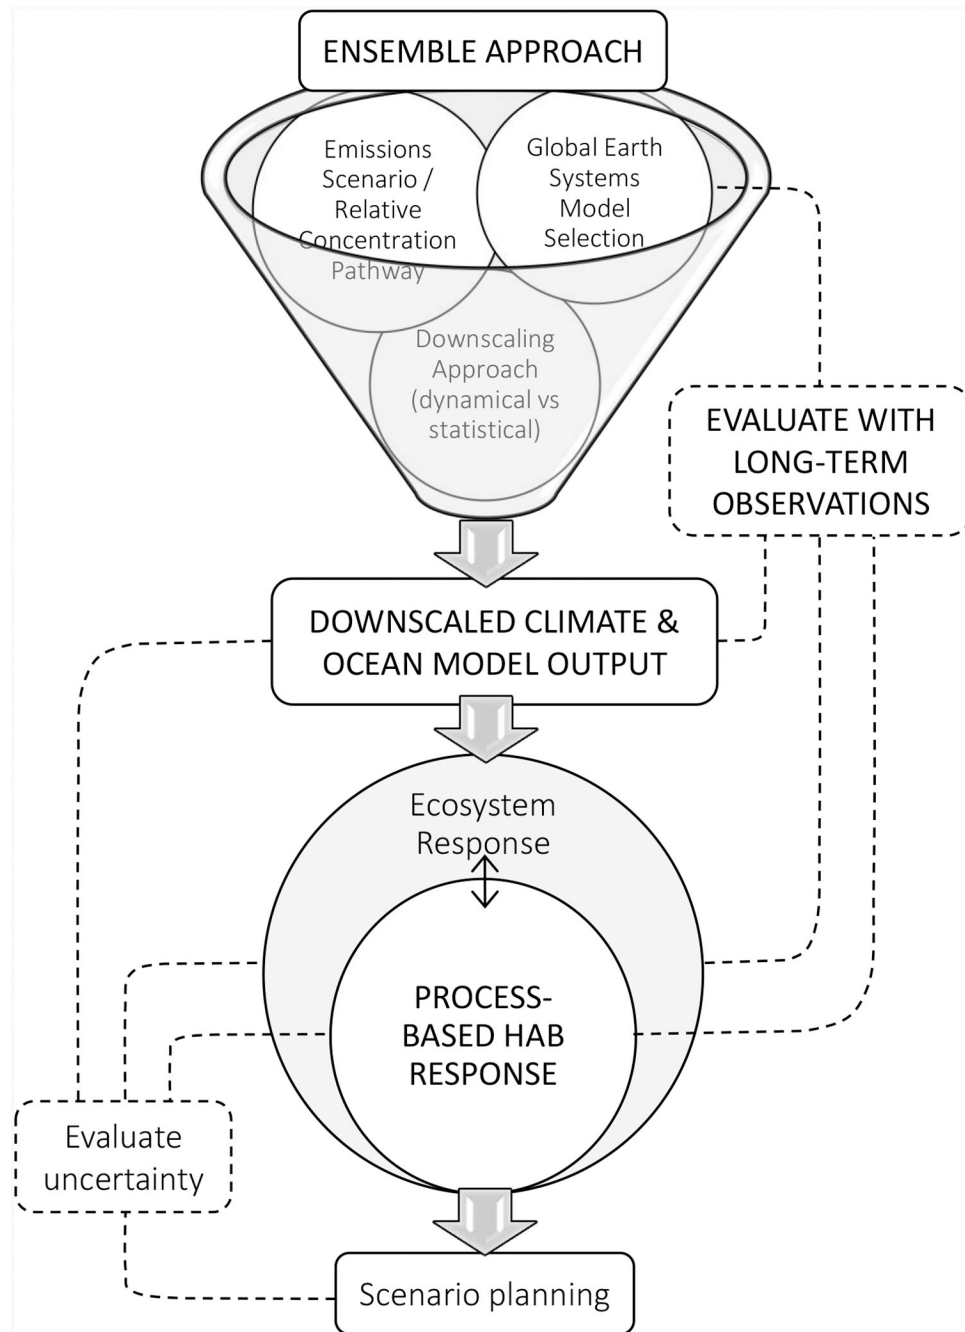 ENSEMBLE APPROACH
Emissions
Scenario /
Relative
Concentration
Pathway
Global Earth
Systems
Model
Selection
Downscaling
Approach
(dynamical vs
statistical)
EVALUATE WITH
LONG-TERM
OBSERVATIONS
DOWNSCALED CLIMATE &
OCEAN MODEL OUTPUT
Ecosystem
Response
PROCESS-
BASED HAB
RESPONSE
Evaluate
uncertainty
Scenario planning